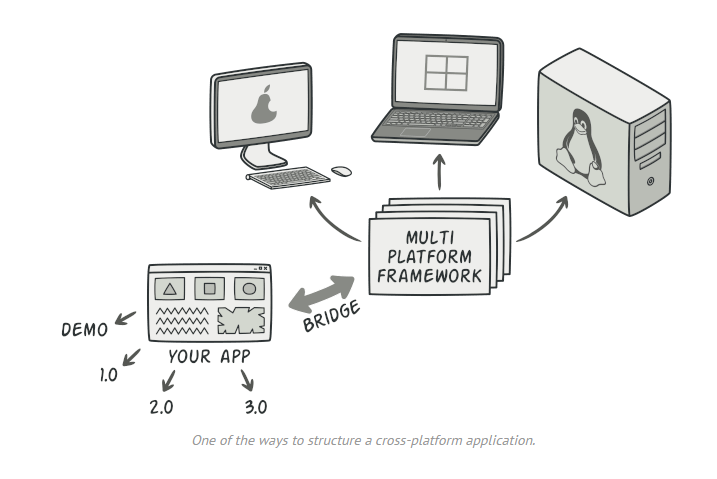 MULTI
PLATFORM
FRAMEWORK
BRIDGE
DEMO
YOUR APP
1.0
2.0
3.0
One of the ways to structure a cross-platform application.